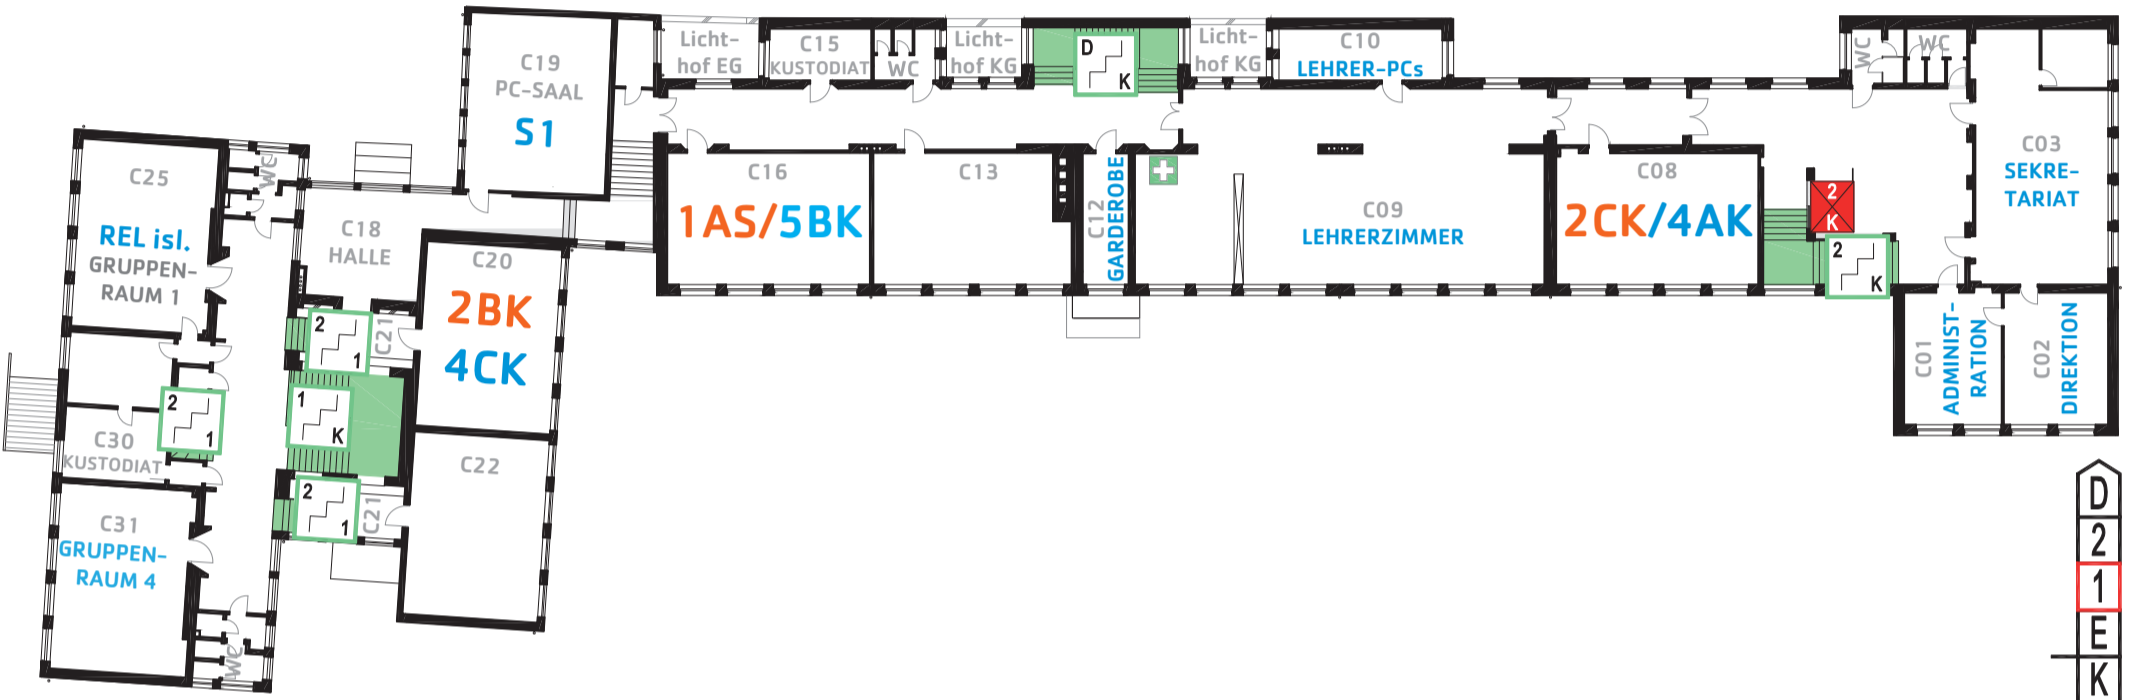 C19
PC-SAAL
S1
Licht-
hof EG
C15
KUSTODIAT
WC
Licht-
hof KG
D
K
Licht-
hof KG
C10
LEHRER-PCs
WC
WC
C03
SEKRE-
TARIAT
C25
REL isl.
GRUPPEN-
RAUM 1
WC
C18
HALLE
C16
1AS/5BK
C13
C12
GARDEROBE
C09
LEHRERZIMMER
C08
2CK/4AK
2
K
2
K
C20
2BK
4CK
2
1
C21
1
K
2
1
C30
KUSTODIAT
C22
2
1
C21
C31
GRUPPEN-
RAUM 4
WC
C01
ADMINIST-
RATION
C02
DIREKTION
D
2
1
E
K